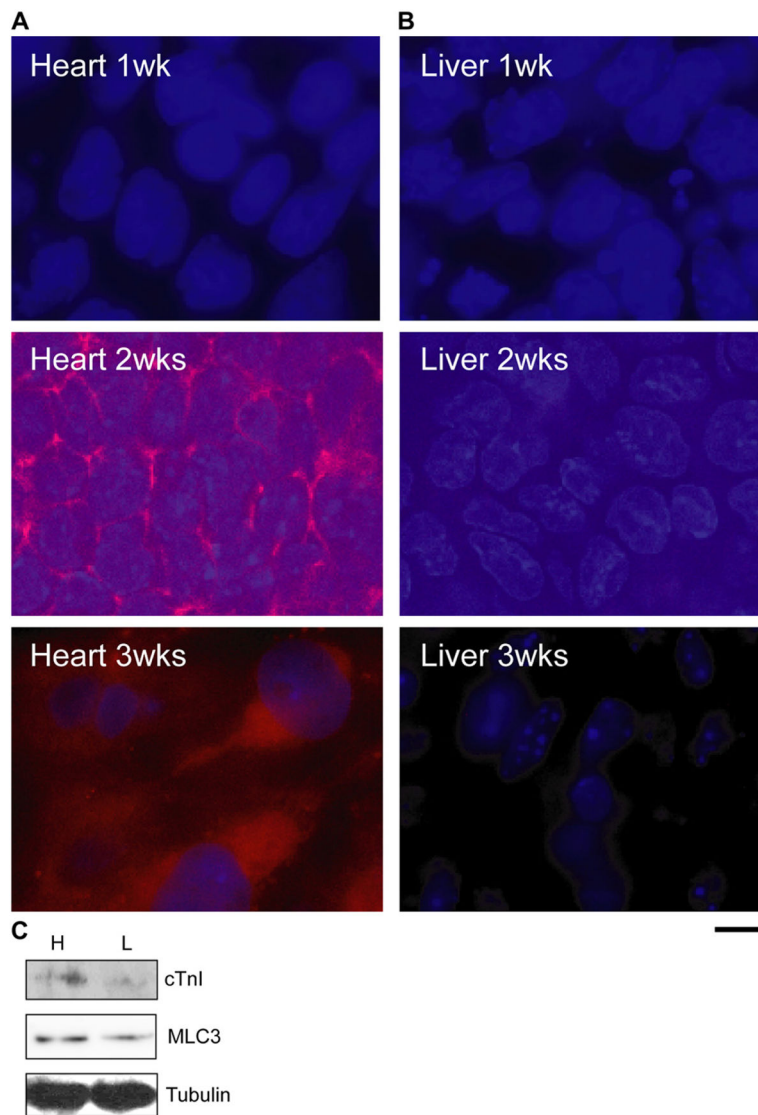 A
B
Heart 1wk
Liver 1wk
Heart 2wks
Liver 2wks
Heart 3wks
Liver 3wks
C
H L
cTnI
MLC3
Tubulin